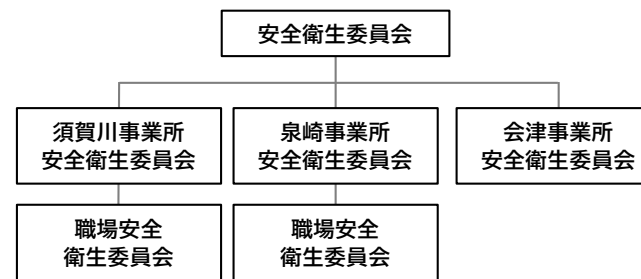 安全衛生委員会
須賀川事業所
安全衛生委員会
泉崎事業所
安全衛生委員会
会津事業所
安全衛生委員会
職場安全
衛生委員会
職場安全
衛生委員会